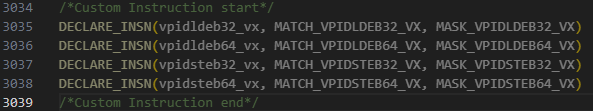 3034 /*Custom Instruction start*/
3035 DECLARE_INSN(vpidldeb32_vx, MATCH_VPIDLDEB32_VX, MASK_VPIDLDEB32_VX)
3036 DECLARE_INSN(vpidldeb64_vx, MATCH_VPIDLDEB64_VX, MASK_VPIDLDEB64_VX)
3037 DECLARE_INSN(vpidsteb32_vx, MATCH_VPIDSTEB32_VX, MASK_VPIDSTEB32_VX)
3038 DECLARE_INSN(vpidsteb64_vx, MATCH_VPIDSTEB64_VX, MASK_VPIDSTEB64_VX)
3039 /*Custom Instruction end*/